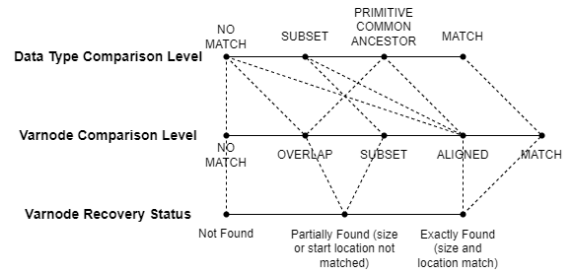 NO
MATCH
SUBSET
PRIMITIVE
COMMON
ANCESTOR
MATCH
Data Type Comparison Level
Varnode Comparison Level
NO
MATCH
OVERLAP
SUBSET
ALIGNED
MATCH
Varnode Recovery Status
Not Found
Partially Found (size
or start location not
matched)
Exactly Found
(size and
location match)